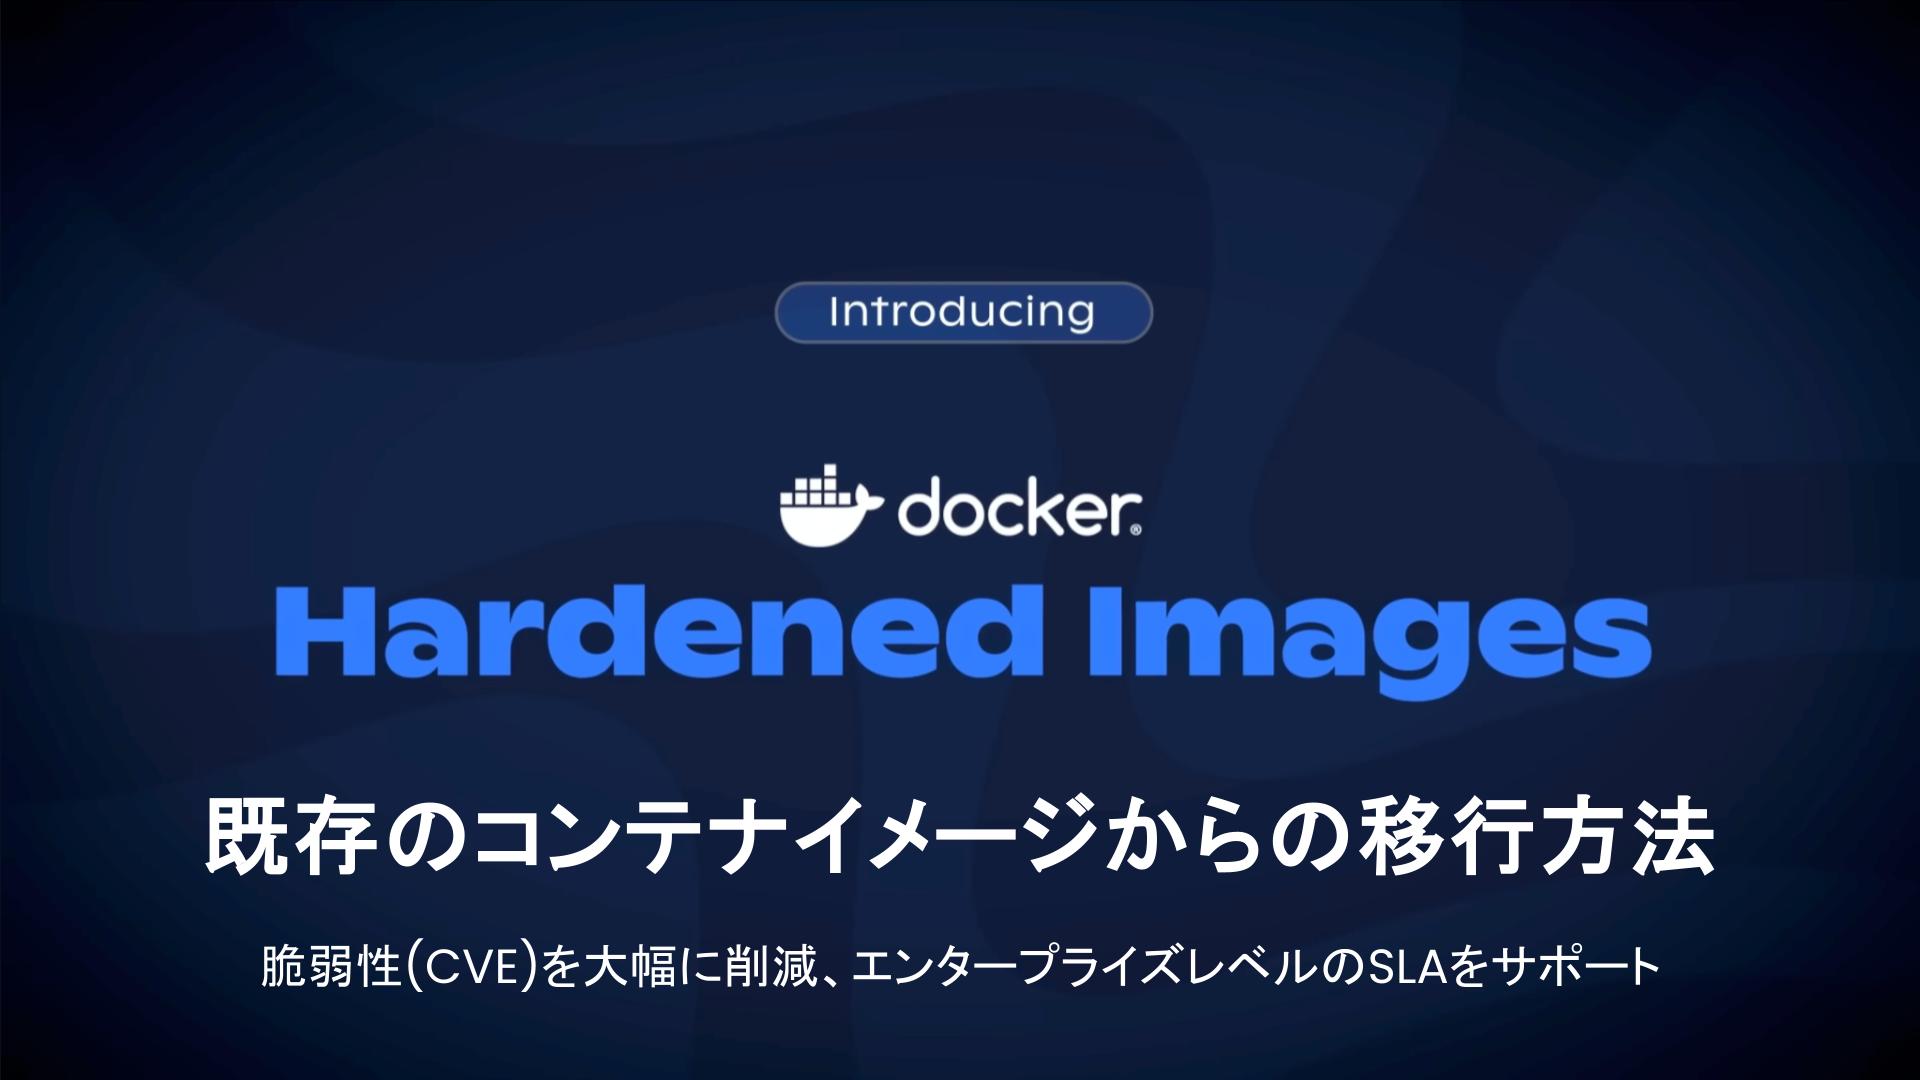 Introducing
docker®
Hardened Images
既存のコンテナイメージからの移行方法
脆弱性(CVE)を大幅に削減、エンタープライズレベルのSLAをサポート